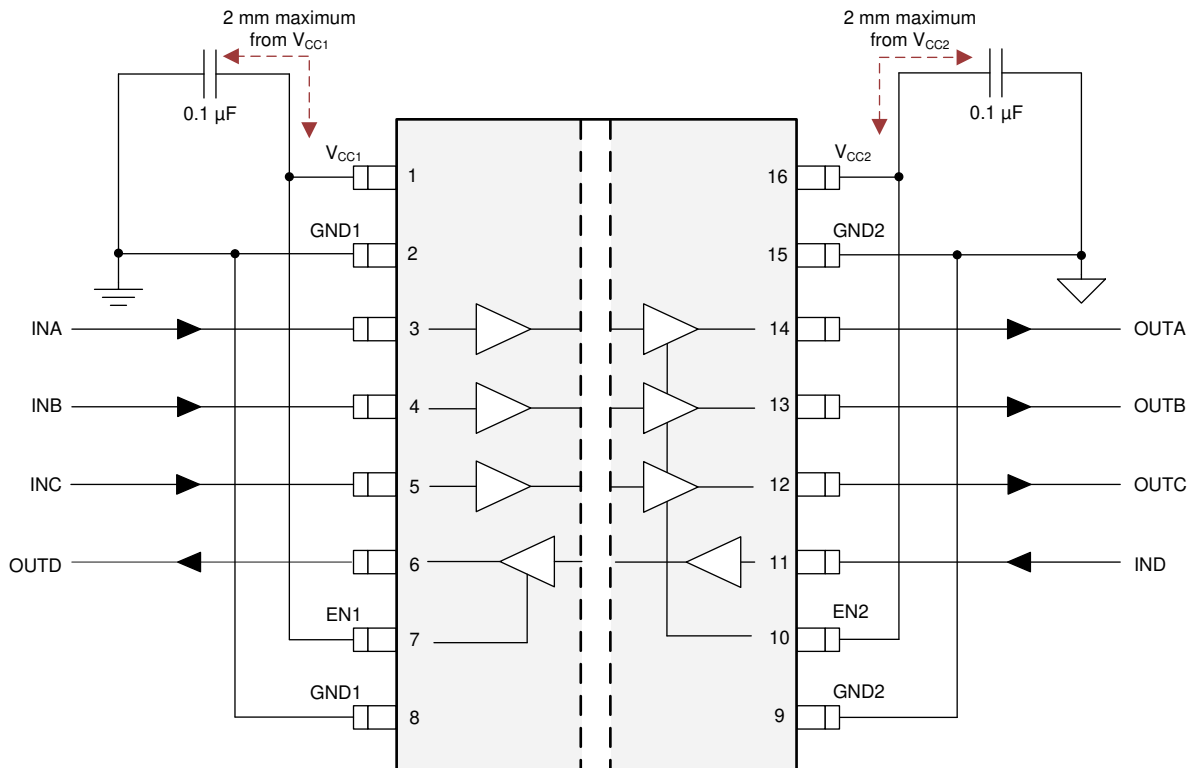 2 mm maximum
from VCC1
2 mm maximum
from VCC2
0.1 µF
0.1 µF
VCC1
1
16
VCC2
GND1
2
15
GND2
INA
3
14
OUTA
INB
4
13
OUTB
INC
5
12
OUTC
OUTD
6
11
IND
EN1
7
10
EN2
GND1
8
9
GND2